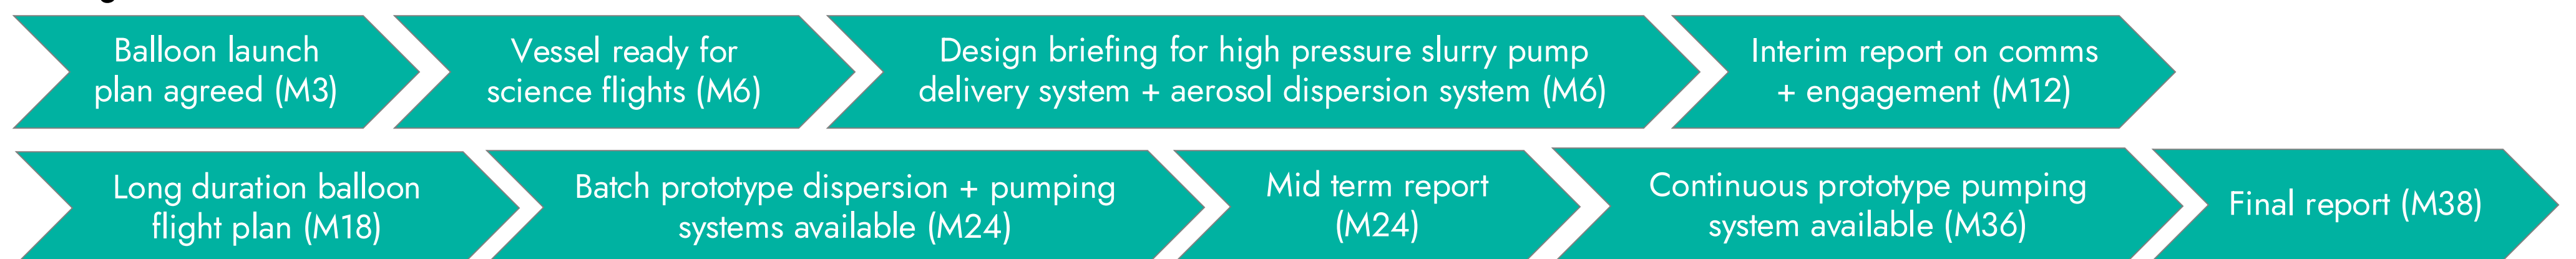 Balloon launch
plan agreed (M3)
Vessel ready for
science flights (M6)
Design briefing for high pressure slurry pump
delivery system + aerosol dispersion system (M6)
Interim report on comms
+ engagement (M12)
Long duration balloon
flight plan (M18)
Batch prototype dispersion + pumping
systems available (M24)
Mid term report
(M24)
Continuous prototype pumping
system available (M36)
Final report (M38)